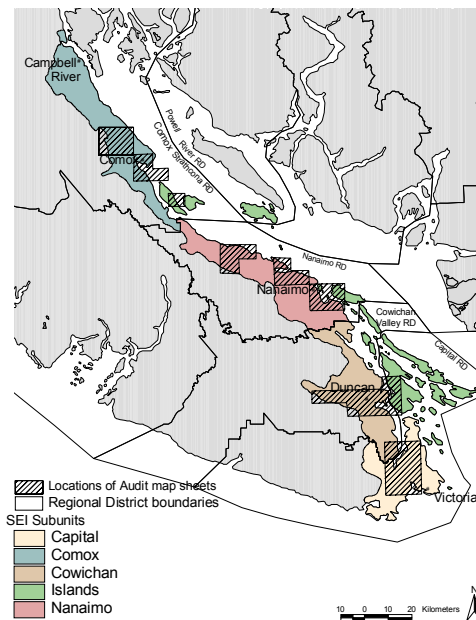 Campbell
River
Powell River RD
Comox Strathcona RD
Comox
Nanaimo RD
Nanaimo
Cowichan
Valley RD
Capital RD
Duncan
Victoria
Locations of Audit map sheets
Regional District boundaries
SEI Subunits
Capital
Comox
Cowichan
Islands
Nanaimo
N
10 0 10 20 Kilometers